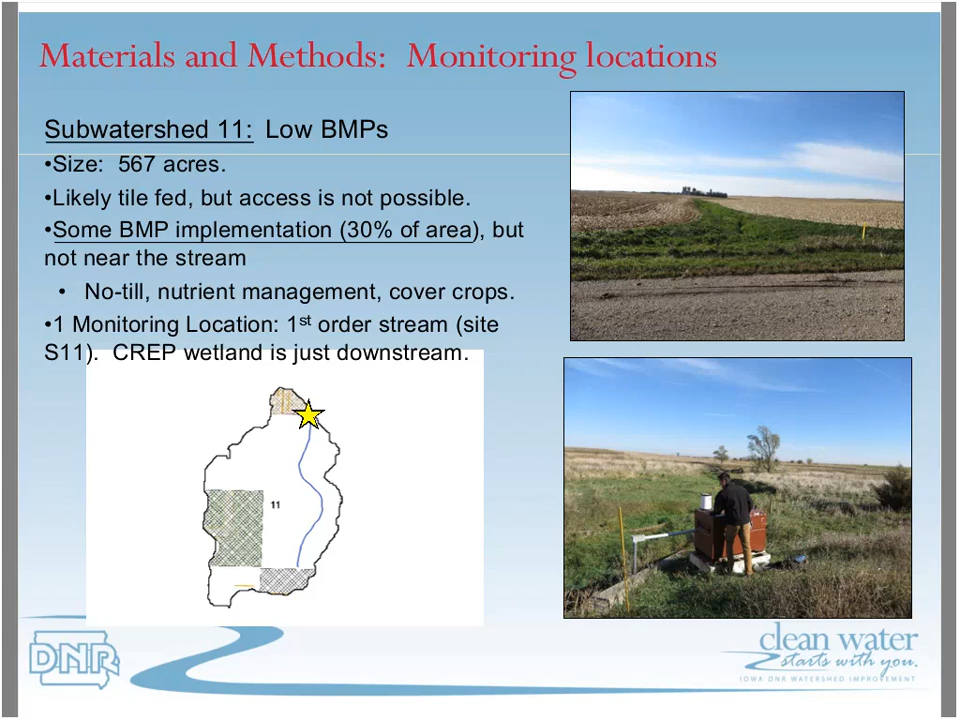 Materials and Methods:  Monitoring locations
Subwatershed 11:  Low BMPs
•Size:  567 acres.
•Likely tile fed, but access is not possible.
•Some BMP implementation (30% of area), but
not near the stream
•  No-till, nutrient management, cover crops.
•1 Monitoring Location: 1st order stream (site
S11).  CREP wetland is just downstream.
11
DNR
clean water
starts with you.
IOWA DNR WATERSHED IMPROVEMENT